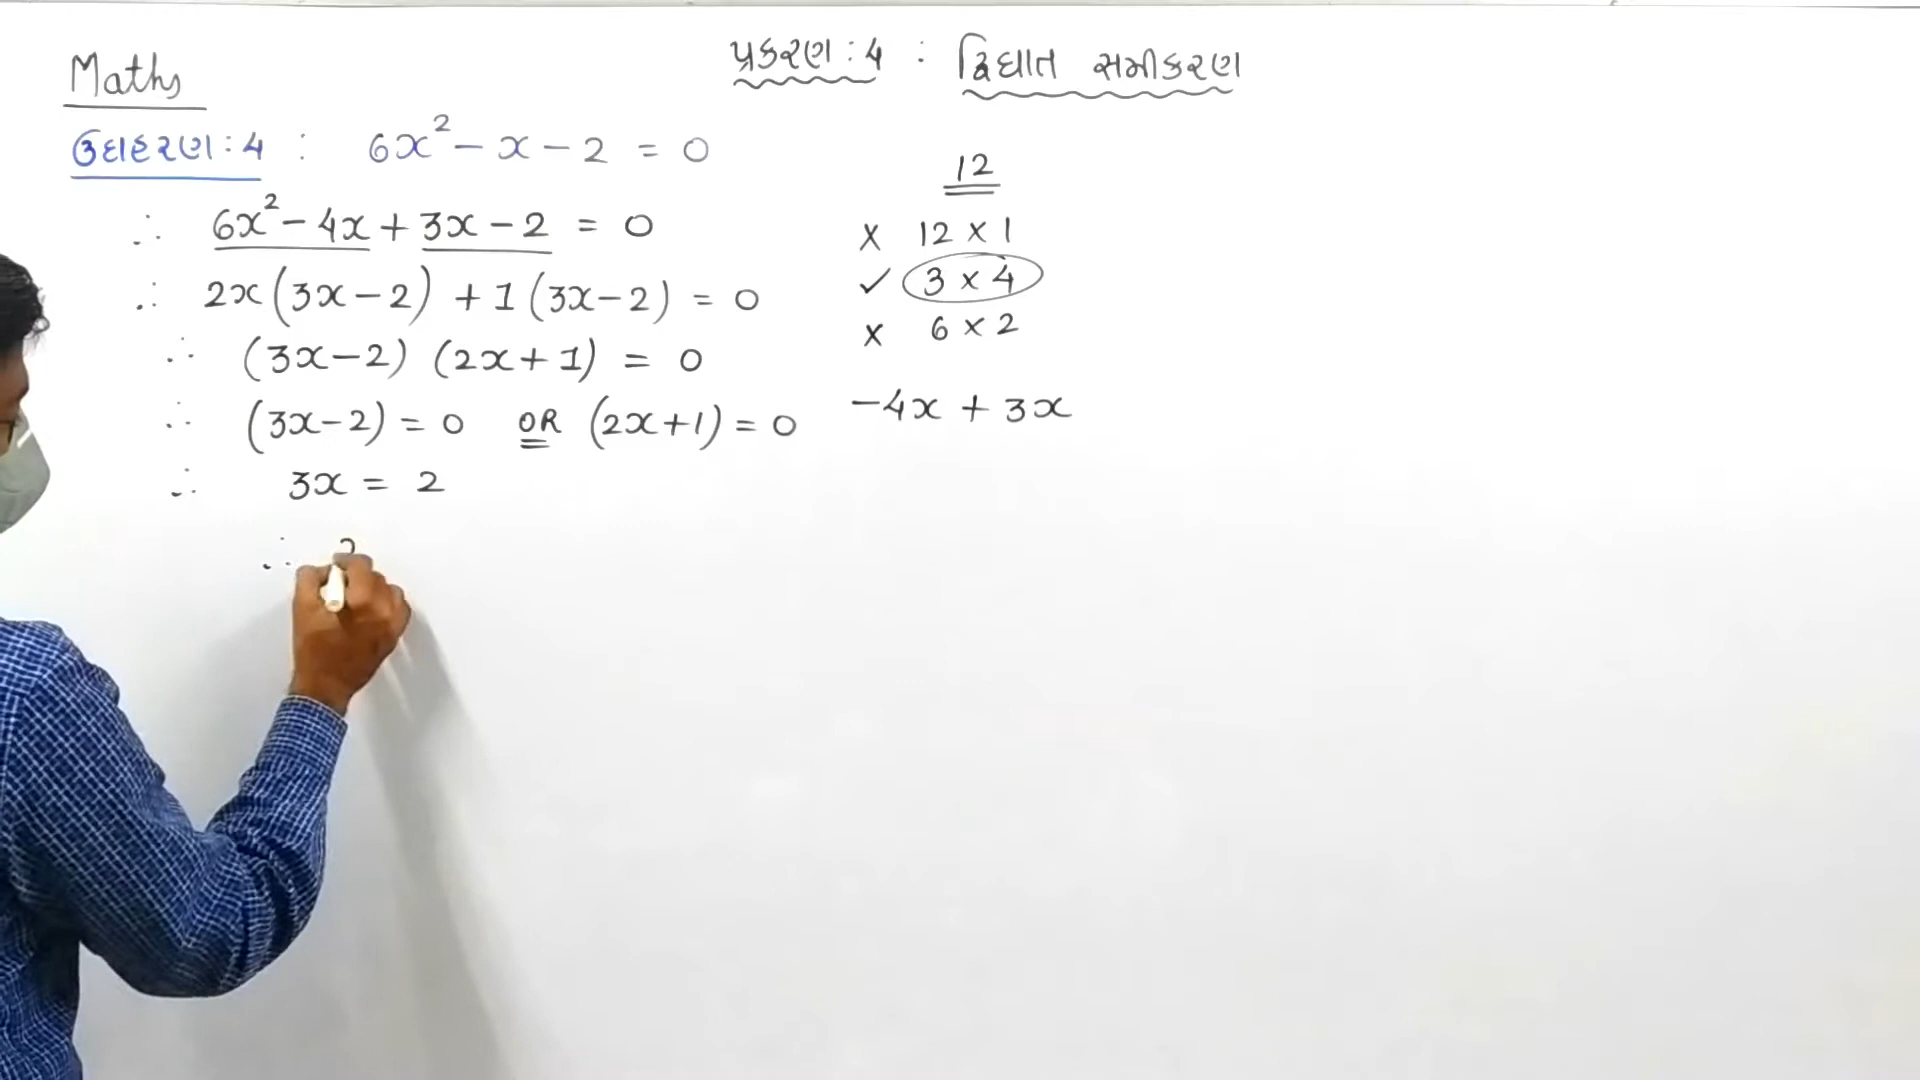 Maths
પ્રકરણ : 4 : દ્વિઘાત સમીકરણ
ઉદાહરણ : 4 : 6x² - x - 2 = 0
∴ 6x² - 4x + 3x - 2 = 0
∴ 2x(3x - 2) + 1(3x - 2) = 0
∴ (3x - 2) (2x + 1) = 0
∴ (3x - 2) = 0 OR (2x + 1) = 0
∴ 3x = 2
∴
12
X 12 × 1
✓ 3 × 4
X 6 × 2
-4x + 3x